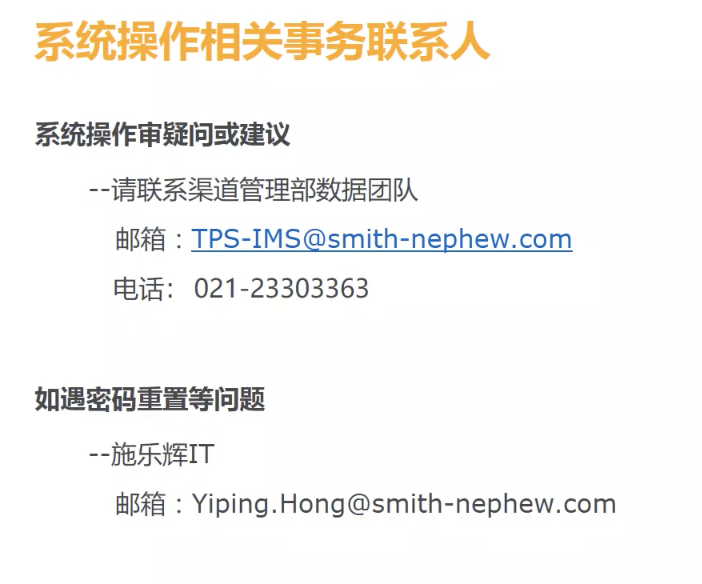 系统操作相关事务联系人
系统操作审疑问或建议
--请联系渠道管理部数据团队
邮箱：TPS-IMS@smith-nephew.com
电话： 021-23303363
如遇密码重置等问题
--施乐辉IT
邮箱：Yiping.Hong@smith-nephew.com